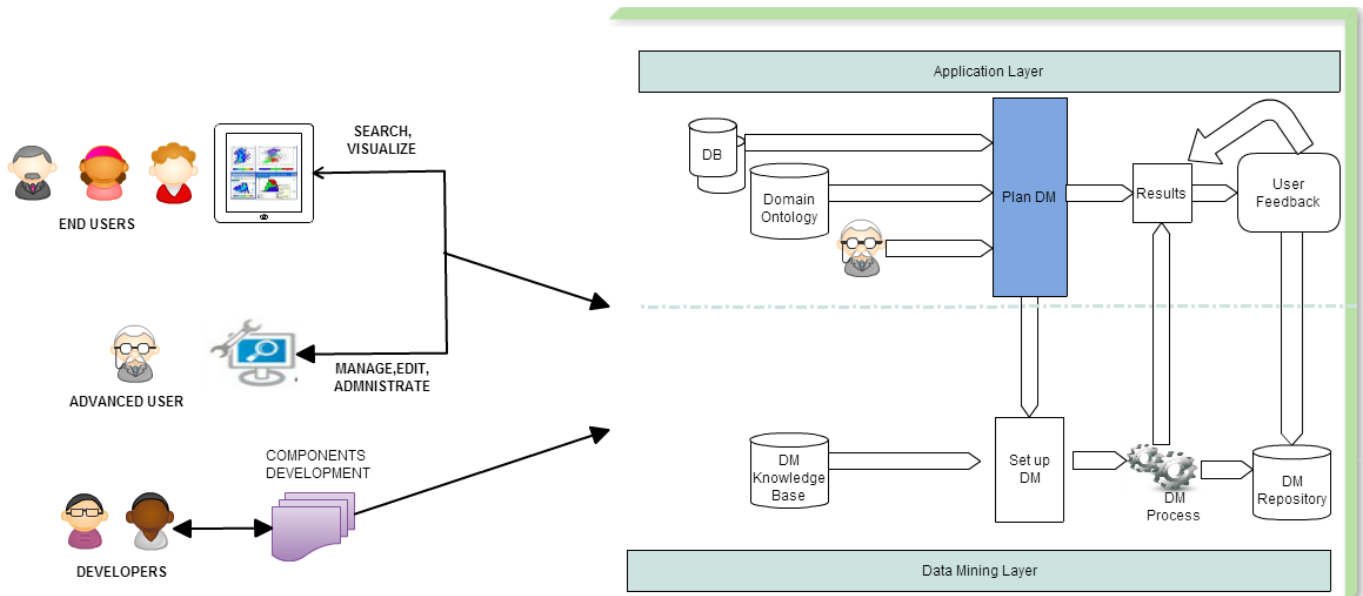 SEARCH,
VISUALIZE
END USERS
MANAGE,EDIT,
ADMNISTRATE
ADVANCED USER
COMPONENTS
DEVELOPMENT
DEVELOPERS
Application Layer
DB
Domain
Ontology
Plan DM
Results
User
Feedback
DM
Knowledge
Base
Set up
DM
DM
Process
DM
Repository
Data Mining Layer